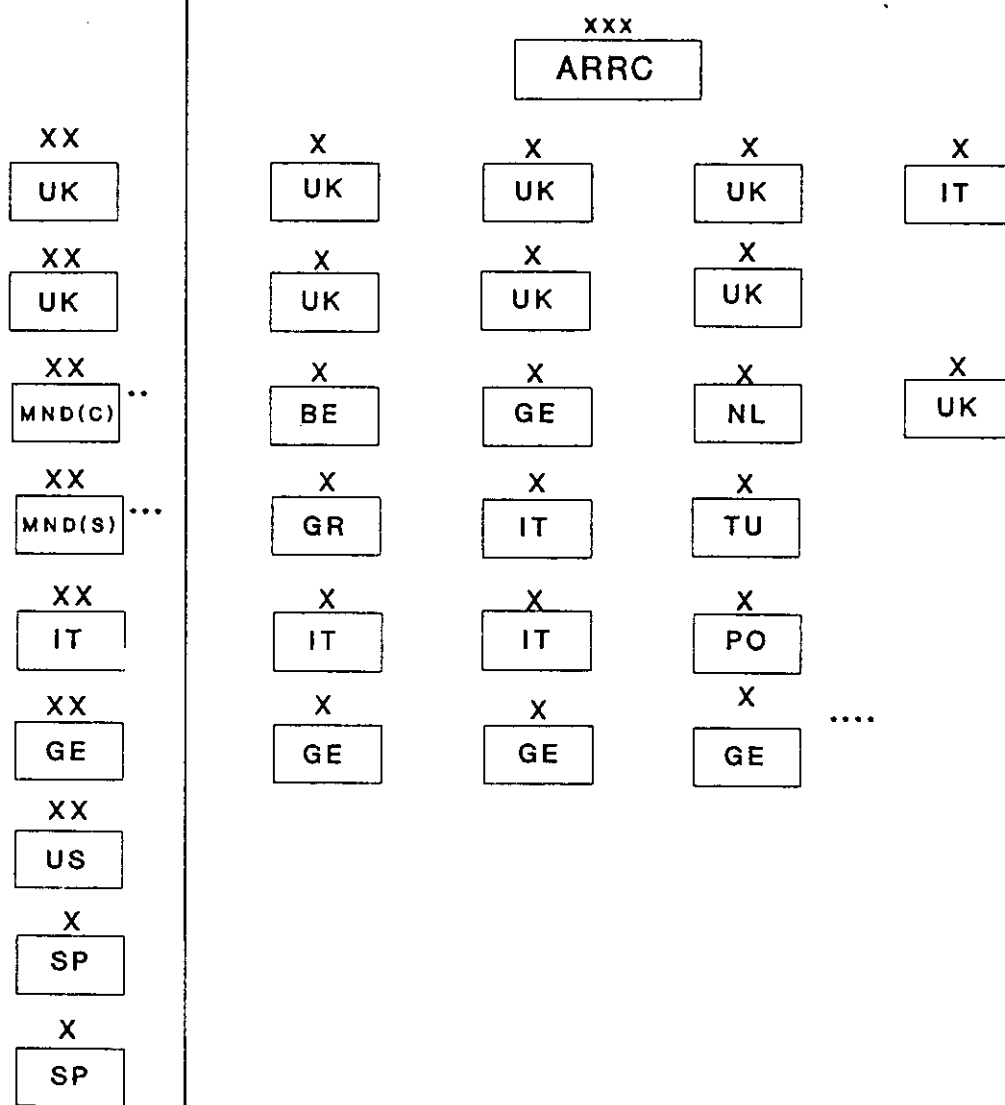 XXX
ARRC
XX X X X X
UK UK UK UK IT
XX X X X
UK UK UK UK
XX X X X X
MND(C) •• BE GE NL UK
XX X X X
MND(S) ••• GR IT TU
XX X X X
IT IT IT PO
XX X X X
GE GE GE GE ••••
XX
US
X
SP
X
SP